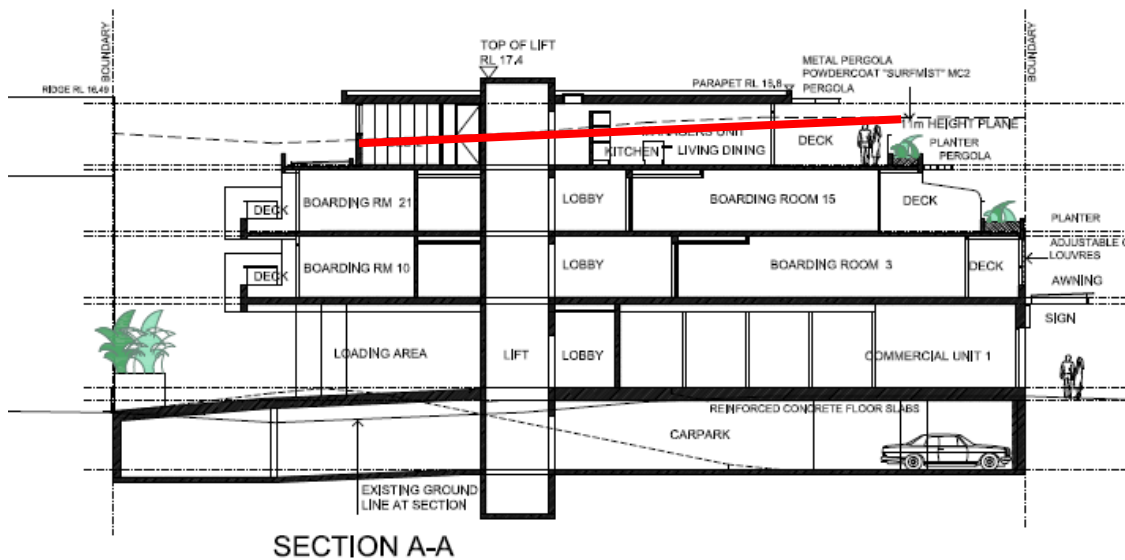 BOUNDARY
RIDGE RL 16.49
TOP OF LIFT
RL 17.4
PARAPET RL 16.8
METAL PERGOLA
POWDERCOAT "SURFMIST" MC2
PERGOLA
BOUNDARY
11m HEIGHT PLANE
PLANTER
PERGOLA
MANAGERS UNIT
KITCHEN
LIVING DINING
DECK
DECK
BOARDING RM 21
LOBBY
BOARDING ROOM 15
DECK
PLANTER
DECK
BOARDING RM 10
LOBBY
BOARDING ROOM 3
DECK
ADJUSTABLE
LOUVRES
AWNING
SIGN
LOADING AREA
LIFT
LOBBY
COMMERCIAL UNIT 1
REINFORCED CONCRETE FLOOR SLABS
CARPARK
EXISTING GROUND
LINE AT SECTION
SECTION A-A